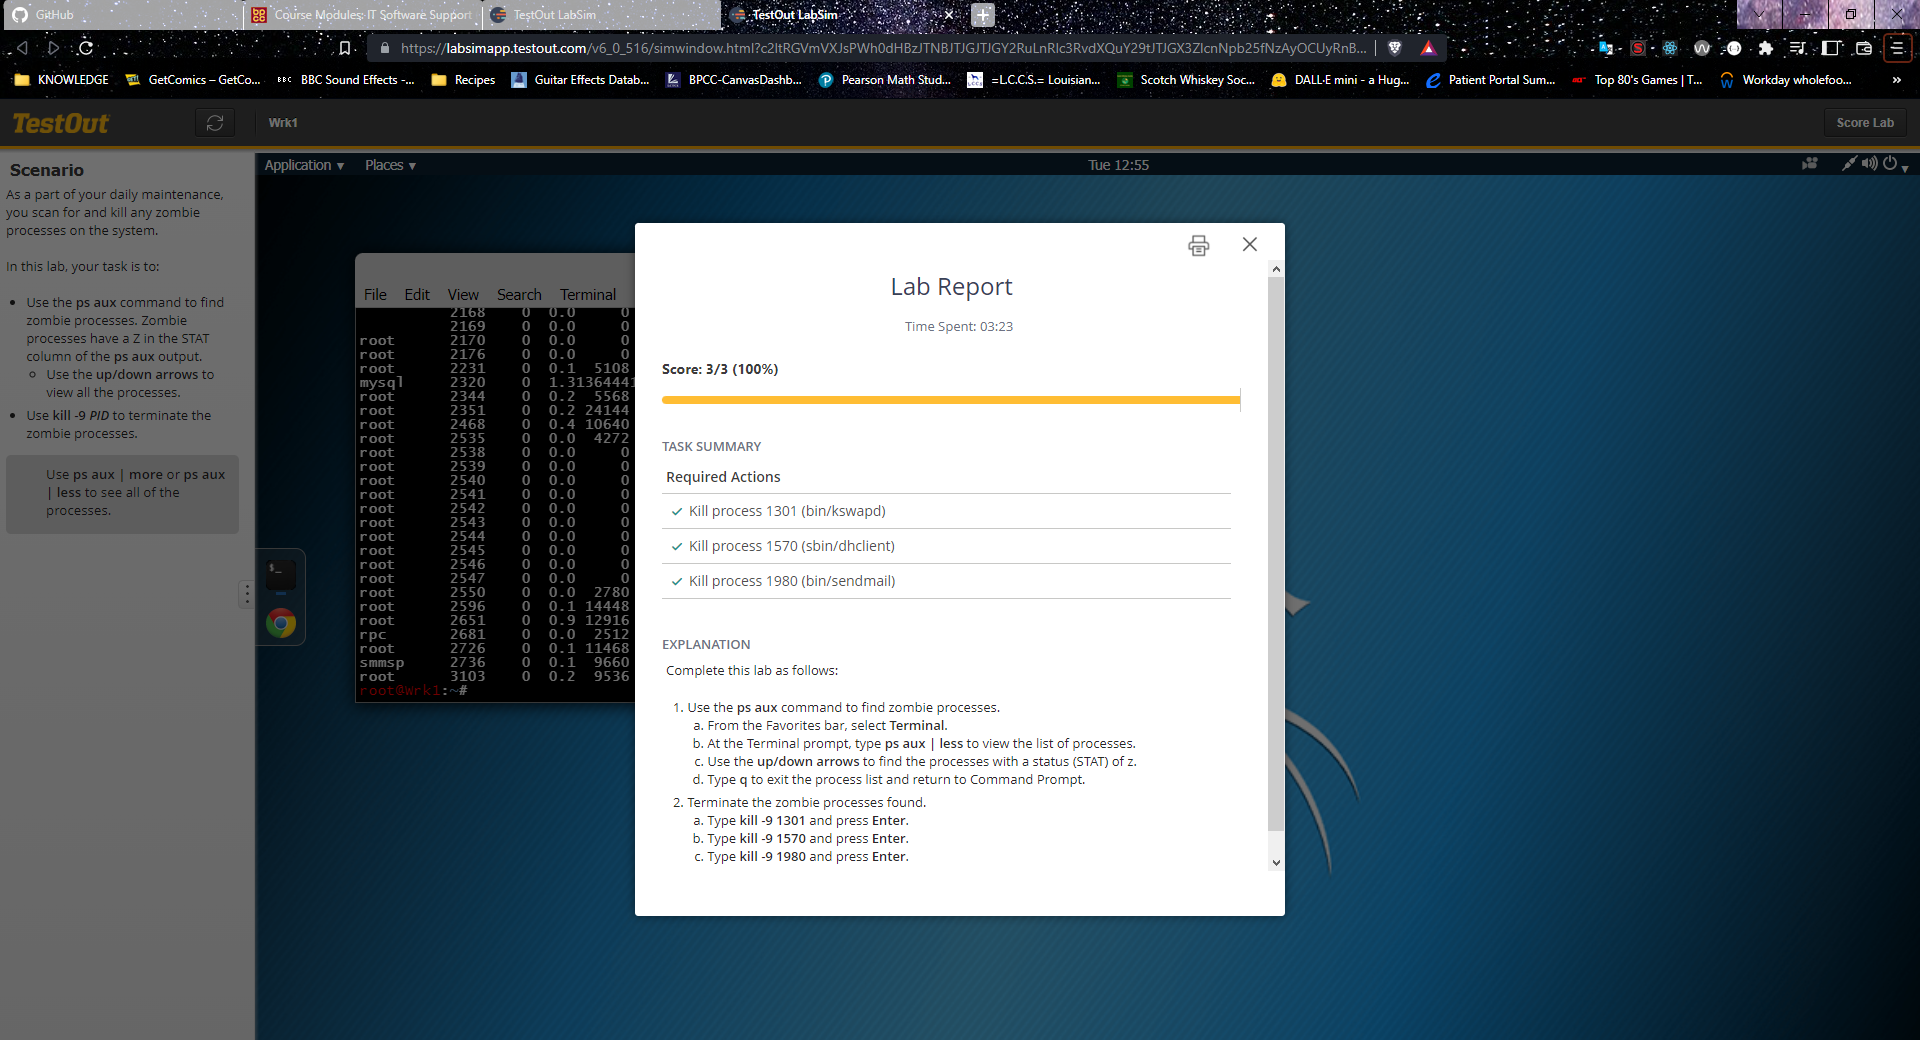 GitHub
Course Modules: IT Software Support
TestOut LabSim
TestOut LabSim
https://labsimapp.testout.com/v6_0_516/simwindow.html?c2ltRGVmVXJsPWh0dHBzJTNBJTJGJTJGY2RuLnRlc3RvdXQuY29tJTJGX3ZlcnNpb25fNzAyOCUyRnB...
KNOWLEDGE
GetComics – GetCo...
BBC BBC Sound Effects -...
Recipes
Guitar Effects Datab...
BPCC-CanvasDashb...
Pearson Math Stud...
=L.C.C.S.= Louisian...
Scotch Whiskey Soc...
DALL·E mini - a Hug...
Patient Portal Sum...
Top 80's Games | T...
Workday wholefoo...
»
TestOut
Wrk1
Score Lab
Scenario
As a part of your daily maintenance,
you scan for and kill any zombie
processes on the system.
In this lab, your task is to:
• Use the ps aux command to find
zombie processes. Zombie
processes have a Z in the STAT
column of the ps aux output.
Use the up/down arrows to
view all the processes.
• Use kill -9 PID to terminate the
zombie processes.
Use ps aux | more or ps aux
| less to see all of the
processes.
Application ▾ Places ▾
Tue 12:55
File Edit View Search Terminal
2168 0 0.0 0
2169 0 0.0 0
root 2170 0 0.0 0
root 2176 0 0.0 0
root 2231 0 0.1 5108
mysql 2320 0 1.31364441
root 2344 0 0.2 5568
root 2351 0 0.2 24144
root 2468 0 0.4 10640
root 2535 0 0.0 4272
root 2538 0 0.0 0
root 2539 0 0.0 0
root 2540 0 0.0 0
root 2541 0 0.0 0
root 2542 0 0.0 0
root 2543 0 0.0 0
root 2544 0 0.0 0
root 2545 0 0.0 0
root 2546 0 0.0 0
root 2547 0 0.0 0
root 2550 0 0.0 2780
root 2596 0 0.1 14448
root 2651 0 0.9 12916
rpc 2681 0 0.0 2512
root 2726 0 0.1 11468
smmsp 2736 0 0.1 9660
root 3103 0 0.2 9536
root@Wrk1:~#
$_
Lab Report
Time Spent: 03:23
Score: 3/3 (100%)
TASK SUMMARY
Required Actions
✓ Kill process 1301 (bin/kswapd)
✓ Kill process 1570 (sbin/dhclient)
✓ Kill process 1980 (bin/sendmail)
EXPLANATION
Complete this lab as follows:
1. Use the ps aux command to find zombie processes.
a. From the Favorites bar, select Terminal.
b. At the Terminal prompt, type ps aux | less to view the list of processes.
c. Use the up/down arrows to find the processes with a status (STAT) of z.
d. Type q to exit the process list and return to Command Prompt.
2. Terminate the zombie processes found.
a. Type kill -9 1301 and press Enter.
b. Type kill -9 1570 and press Enter.
c. Type kill -9 1980 and press Enter.